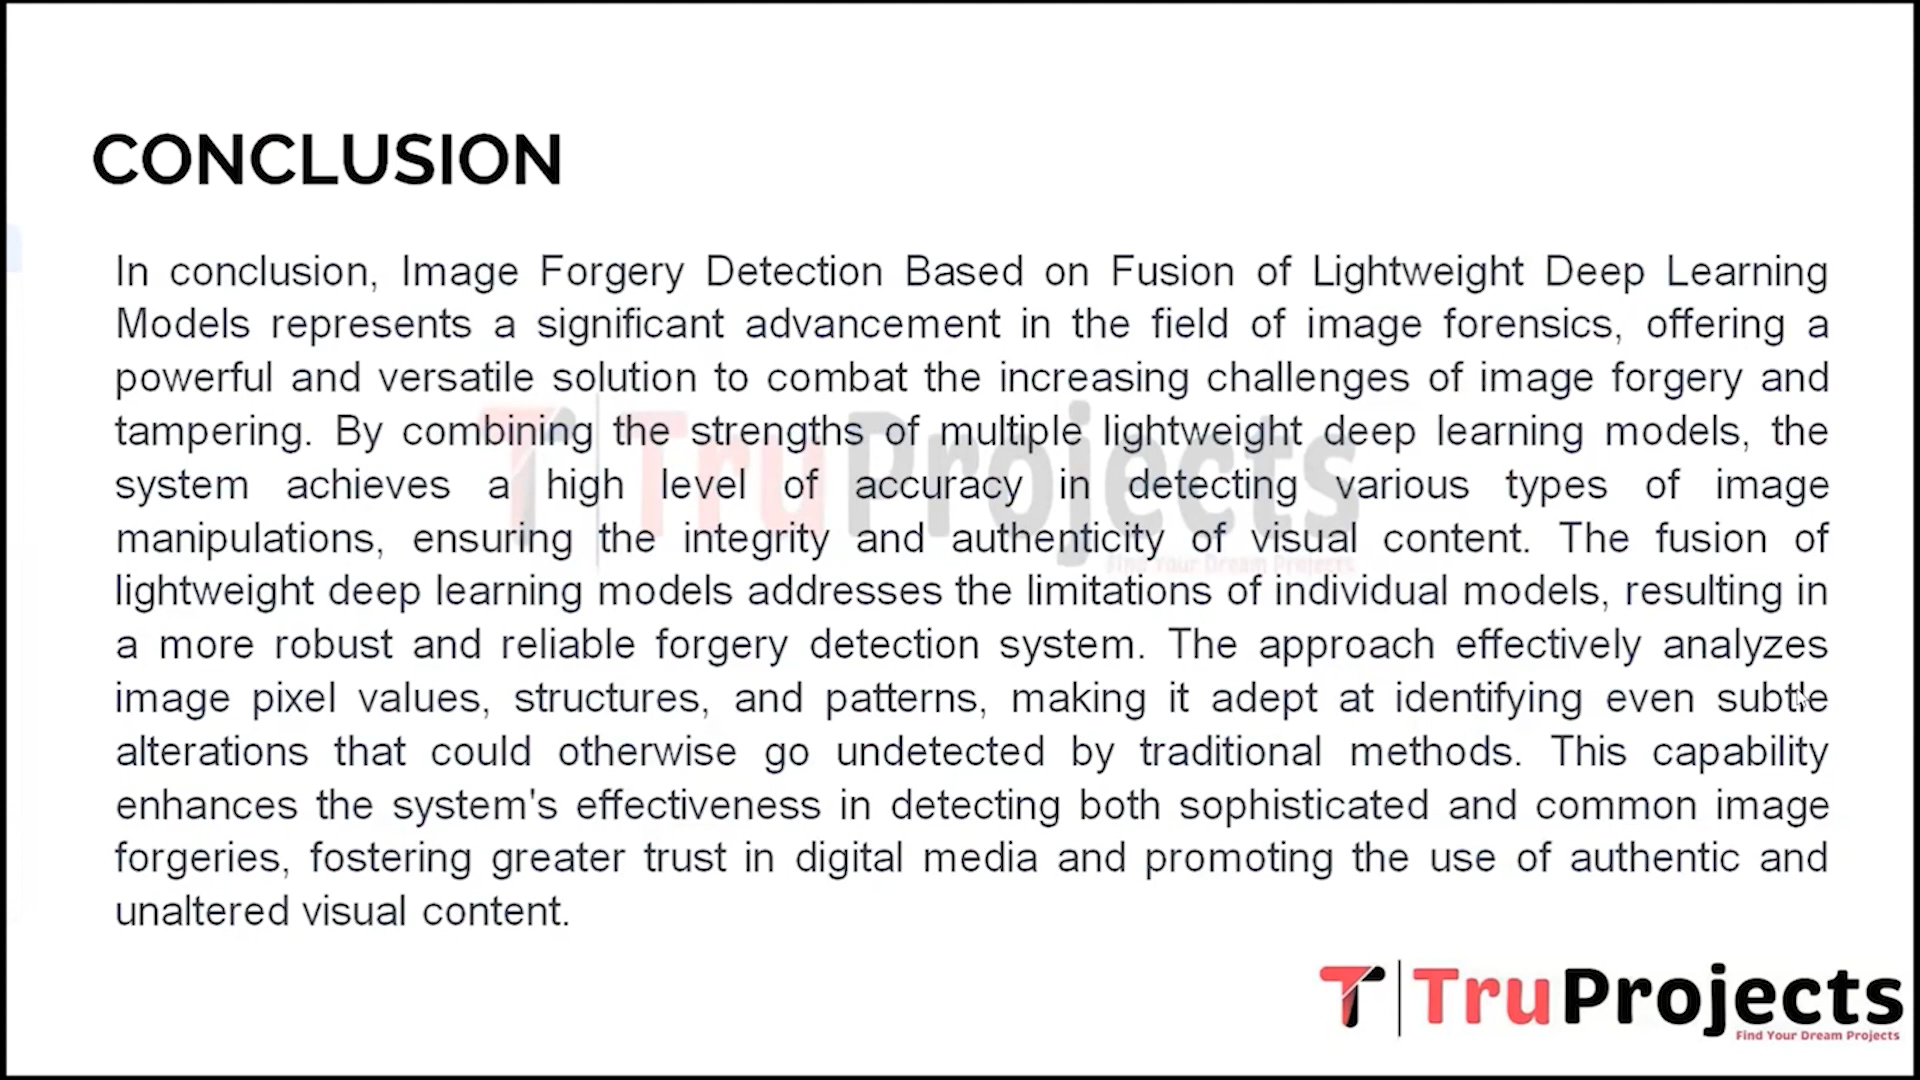 CONCLUSION
In conclusion, Image Forgery Detection Based on Fusion of Lightweight Deep Learning
Models represents a significant advancement in the field of image forensics, offering a
powerful and versatile solution to combat the increasing challenges of image forgery and
tampering. By combining the strengths of multiple lightweight deep learning models, the
system achieves a high level of accuracy in detecting various types of image
manipulations, ensuring the integrity and authenticity of visual content. The fusion of
lightweight deep learning models addresses the limitations of individual models, resulting in
a more robust and reliable forgery detection system. The approach effectively analyzes
image pixel values, structures, and patterns, making it adept at identifying even subtle
alterations that could otherwise go undetected by traditional methods. This capability
enhances the system's effectiveness in detecting both sophisticated and common image
forgeries, fostering greater trust in digital media and promoting the use of authentic and
unaltered visual content.
TruProjects
Find Your Dream Projects
TruProjects
Find Your Dream Projects